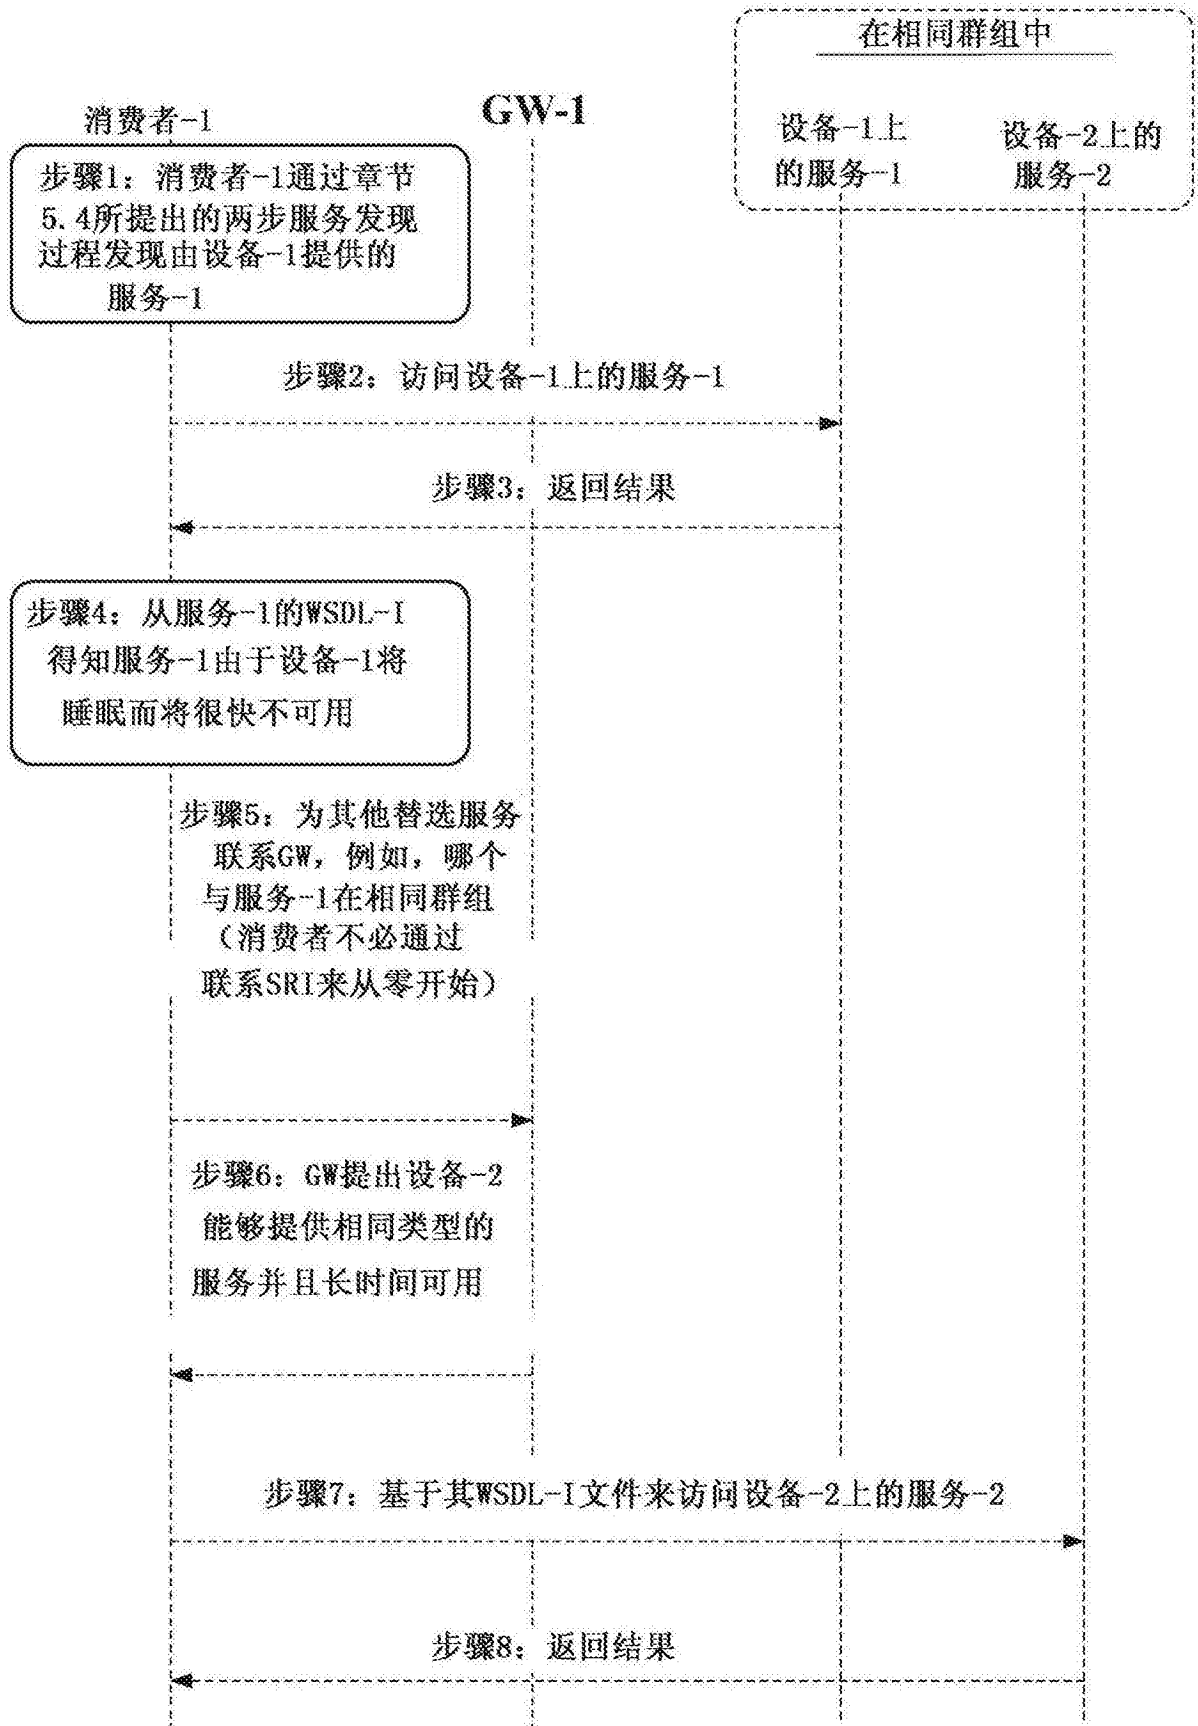 在相同群组中
消费者-1
GW-1
设备-1上
的服务-1
设备-2上的
服务-2
步骤1：消费者-1通过章节
5.4所提出的两步服务发现
过程发现由设备-1提供的
服务-1
步骤2：访问设备-1上的服务-1
步骤3：返回结果
步骤4：从服务-1的WSDL-I
得知服务-1由于设备-1将
睡眠而将很快不可用
步骤5：为其他替选服务
联系GW，例如，哪个
与服务-1在相同群组
（消费者不必通过
联系SRI来从零开始）
步骤6：GW提出设备-2
能够提供相同类型的
服务并且长时间可用
步骤7：基于其WSDL-I文件来访问设备-2上的服务-2
步骤8：返回结果